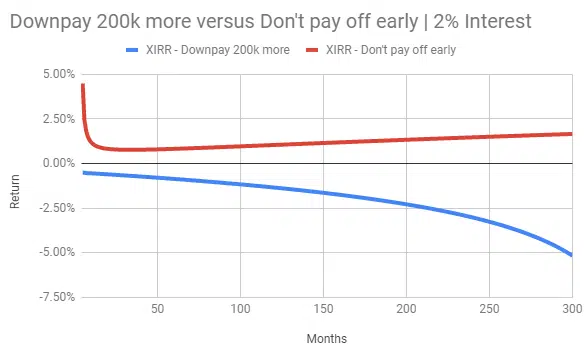 Downpay 200k more versus Don't pay off early | 2% Interest
XIRR - Downpay 200k more XIRR - Don't pay off early
5.00%
2.50%
0.00%
-2.50%
-5.00%
-7.50%
Return
50 100 150 200 250 300
Months